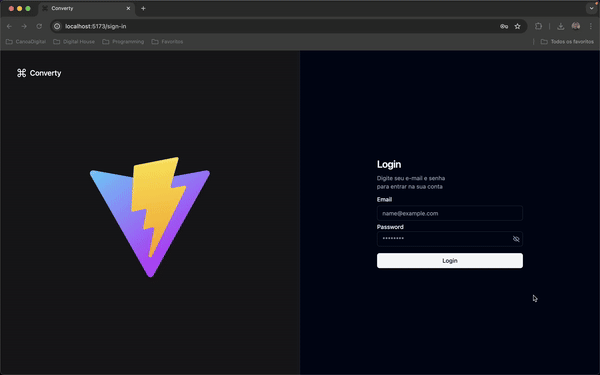 Converty
localhost:5173/sign-in
CannaDigital
Digital House
Programming
Favoritos
Todos os favoritos
Converty
Login
Digite seu e-mail e senha
para entrar na sua conta
Email
name@example.com
Password
********
Login